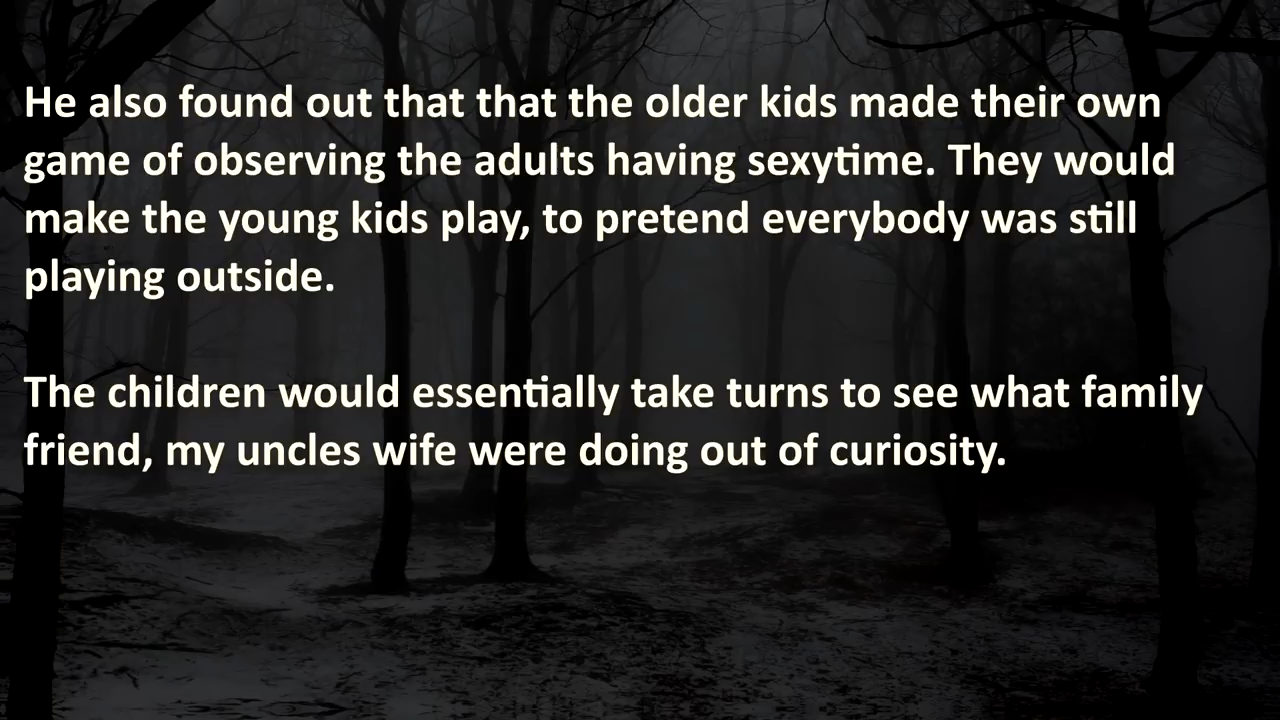 He also found out that that the older kids made their own
game of observing the adults having sexytime. They would
make the young kids play, to pretend everybody was still
playing outside.
The children would essentially take turns to see what family
friend, my uncles wife were doing out of curiosity.